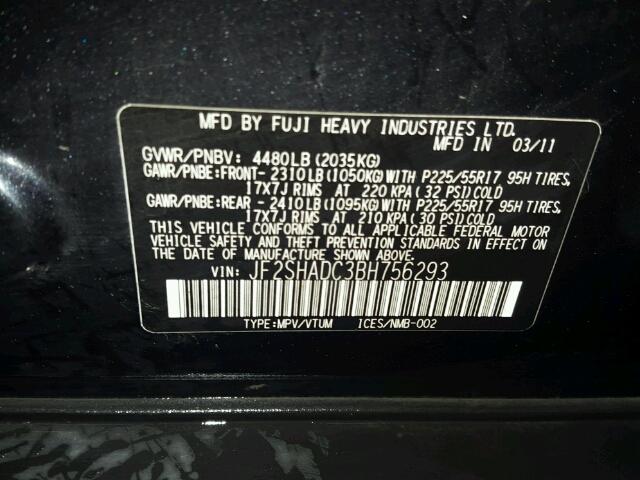 MFD BY FUJI HEAVY INDUSTRIES LTD.
MFD IN 03/11
GVWR/PNBV: 4480LB(2035KG)
GAWR/PNBE:FRONT-2310LB(1050KG)WITH P225/55R17 95H TIRES,
17X7J RIMS AT 220 KPA(32 PSI)COLD
GAWR/PNBE:REAR -2410LB(1095KG)WITH P225/55R17 95H TIRES,
17X7J RIMS AT 210 KPA(30 PSI)COLD
THIS VEHICLE CONFORMS TO ALL APPLICABLE FEDERAL MOTOR
VEHICLE SAFETY AND THEFT PREVENTION STANDARDS IN EFFECT ON
THE DATE OF MANUFACTURE SHOWN ABOVE.
VIN: JF2SHADC3BH756293
TYPE:MPV/VTUM ICES/NMB-002